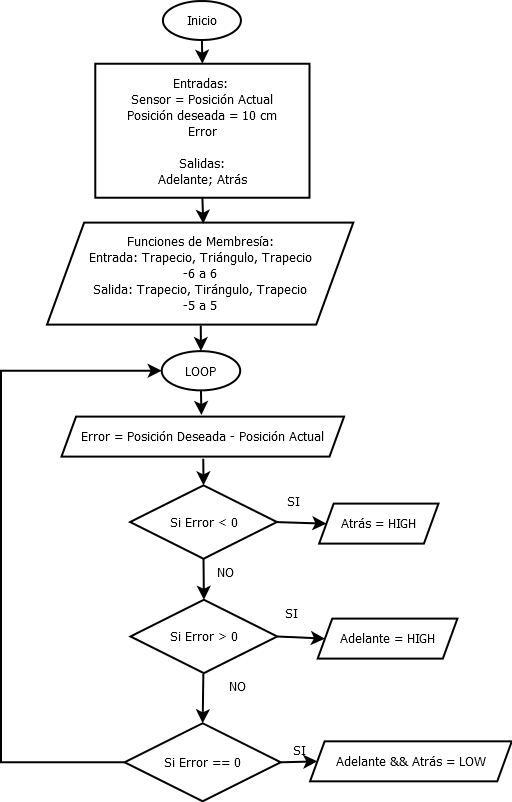 Inicio
Entradas:
Sensor = Posición Actual
Posición deseada = 10 cm
Error
Salidas:
Adelante; Atrás
Funciones de Membresía:
Entrada: Trapecio, Triángulo, Trapecio
-6 a 6
Salida: Trapecio, Tirángulo, Trapecio
-5 a 5
LOOP
Error = Posición Deseada - Posición Actual
Si Error < 0
SI
Atrás = HIGH
NO
Si Error > 0
SI
Adelante = HIGH
NO
Si Error == 0
SI
Adelante && Atrás = LOW